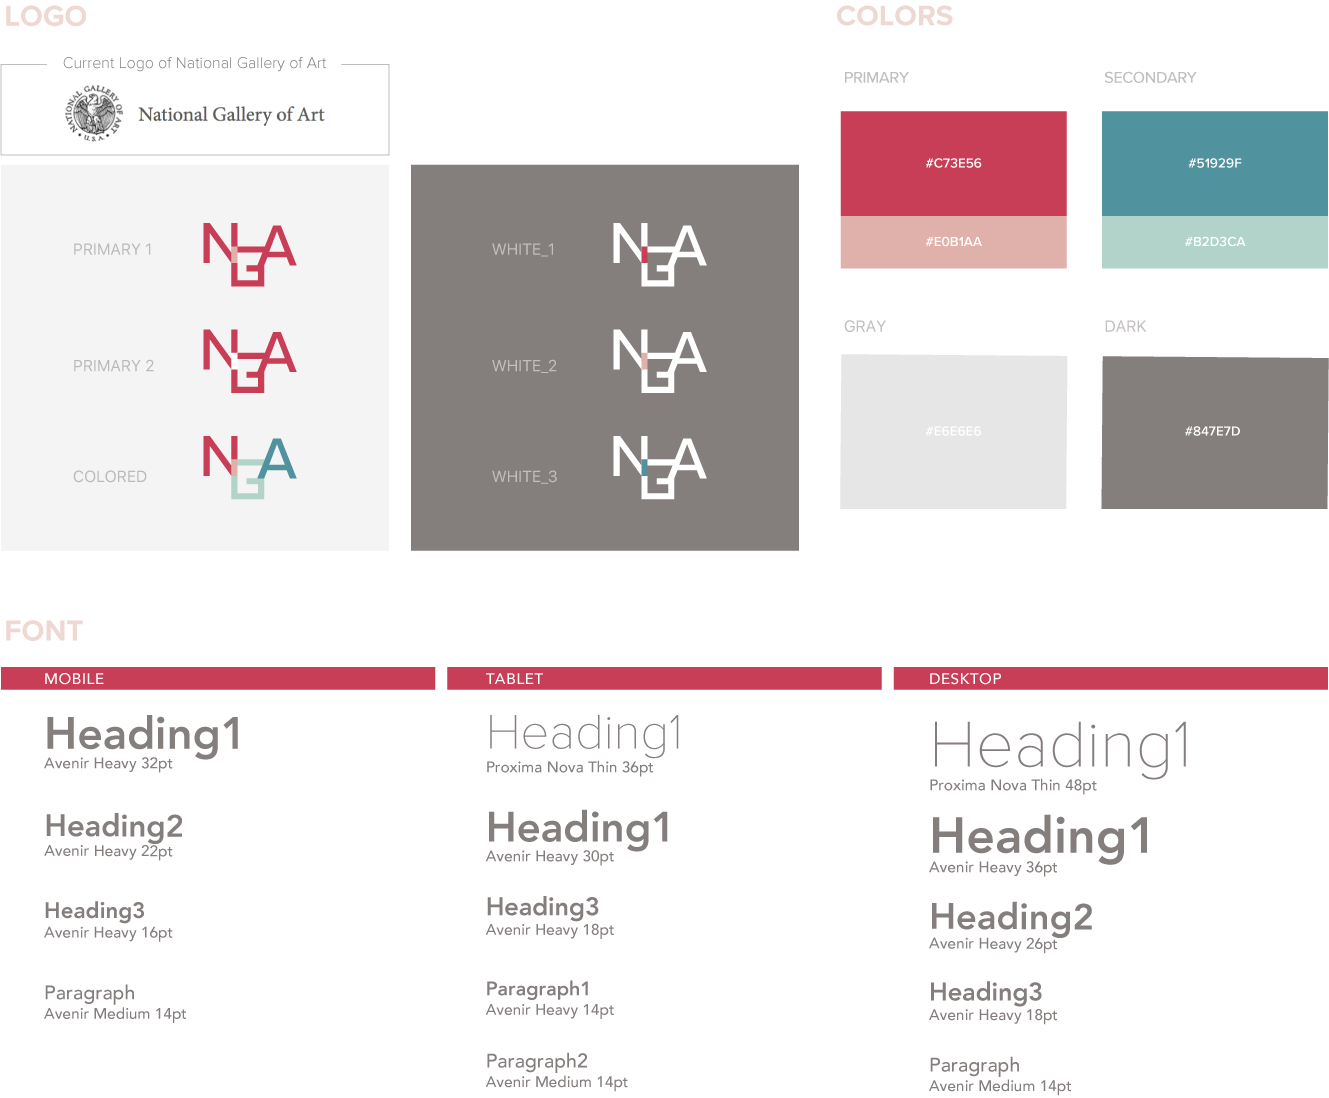 LOGO
Current Logo of National Gallery of Art
NATIONAL GALLERY OF ART • U.S.A. •
National Gallery of Art
PRIMARY 1
NGA
PRIMARY 2
NGA
COLORED
NGA
WHITE_1
NGA
WHITE_2
NGA
WHITE_3
NGA
COLORS
PRIMARY
#C73E56
#E0B1AA
SECONDARY
#51929F
#B2D3CA
GRAY
#E6E6E6
DARK
#847E7D
FONT
MOBILE
Heading1
Avenir Heavy 32pt
Heading2
Avenir Heavy 22pt
Heading3
Avenir Heavy 16pt
Paragraph
Avenir Medium 14pt
TABLET
Heading1
Proxima Nova Thin 36pt
Heading1
Avenir Heavy 30pt
Heading3
Avenir Heavy 18pt
Paragraph1
Avenir Heavy 14pt
Paragraph2
Avenir Medium 14pt
DESKTOP
Heading1
Proxima Nova Thin 48pt
Heading1
Avenir Heavy 36pt
Heading2
Avenir Heavy 26pt
Heading3
Avenir Heavy 18pt
Paragraph
Avenir Medium 14pt